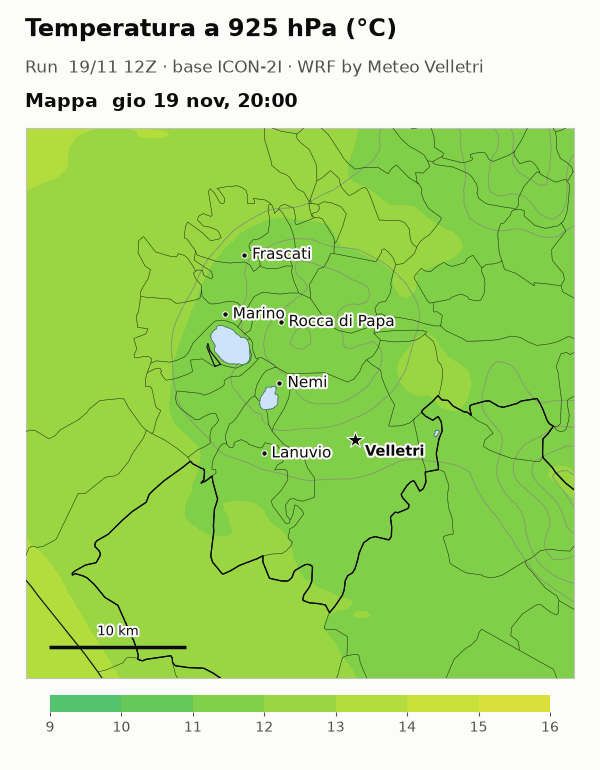 Temperatura a 925 hPa (°C)
Run 19/11 12Z · base ICON-2I · WRF by Meteo Velletri
Mappa gio 19 nov, 20:00
Frascati
Marino
Rocca di Papa
Nemi
Velletri
Lanuvio
10 km
9 10 11 12 13 14 15 16